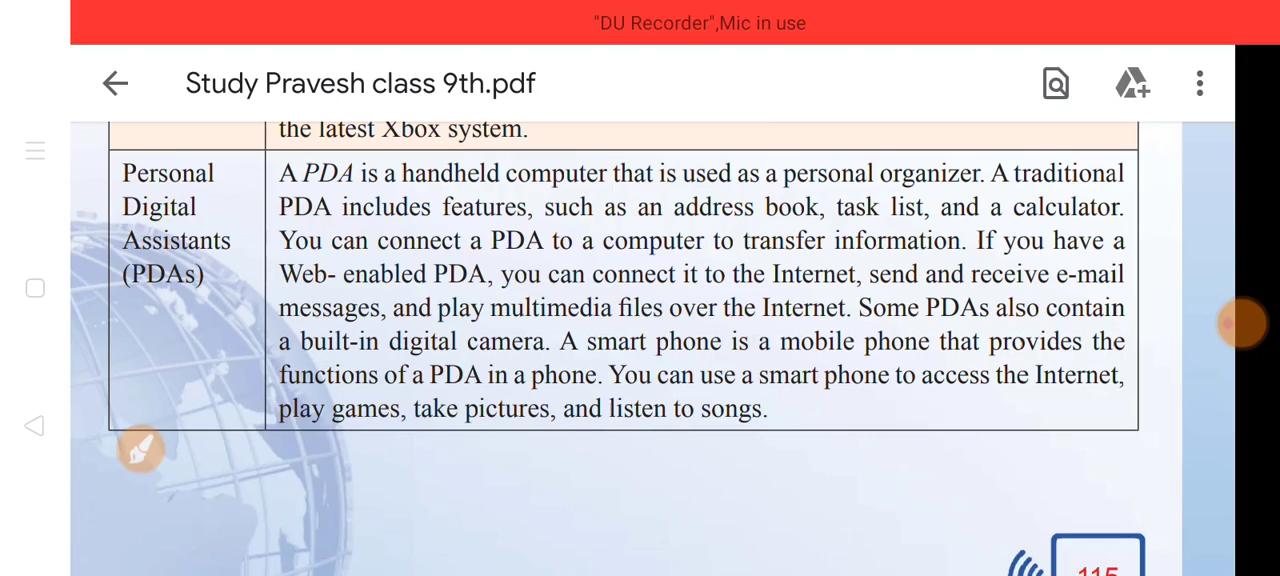 "DU Recorder",Mic in use
Study Pravesh class 9th.pdf
the latest Xbox system.
Personal
Digital
Assistants
(PDAs)
A PDA is a handheld computer that is used as a personal organizer. A traditional
PDA includes features, such as an address book, task list, and a calculator.
You can connect a PDA to a computer to transfer information. If you have a
Web- enabled PDA, you can connect it to the Internet, send and receive e-mail
messages, and play multimedia files over the Internet. Some PDAs also contain
a built-in digital camera. A smart phone is a mobile phone that provides the
functions of a PDA in a phone. You can use a smart phone to access the Internet,
play games, take pictures, and listen to songs.
115